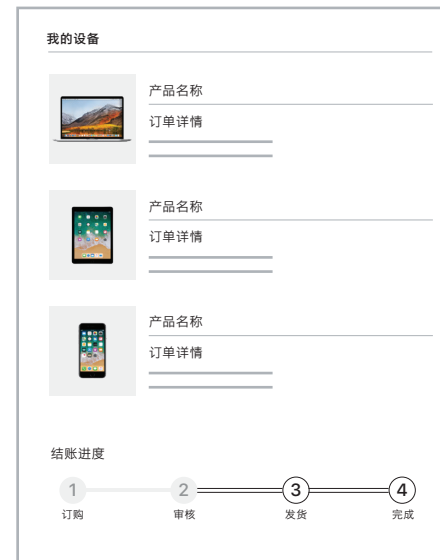 我的设备
产品名称
订单详情
产品名称
订单详情
产品名称
订单详情
结账进度
1 2 3 4
订购 审核 发货 完成